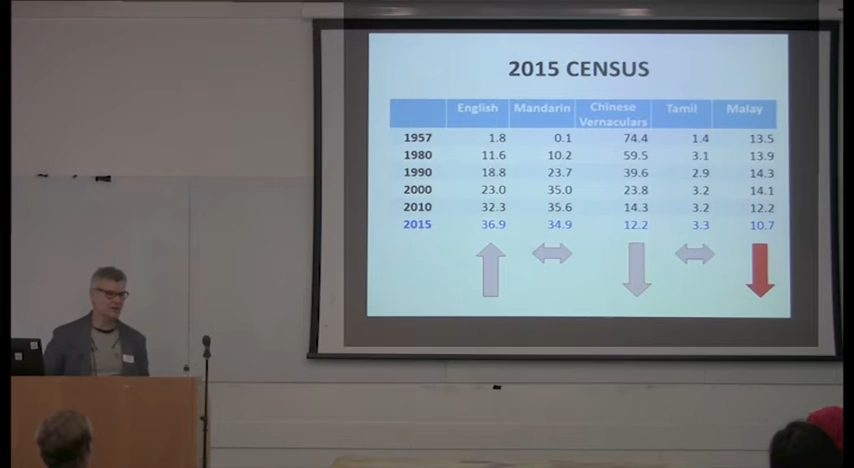 2015 CENSUS
English Mandarin Chinese Vernaculars Tamil Malay
1957 1.8 0.1 74.4 1.4 13.5
1980 11.6 10.2 59.5 3.1 13.9
1990 18.8 23.7 39.6 2.9 14.3
2000 23.0 35.0 23.8 3.2 14.1
2010 32.3 35.6 14.3 3.2 12.2
2015 36.9 34.9 12.2 3.3 10.7